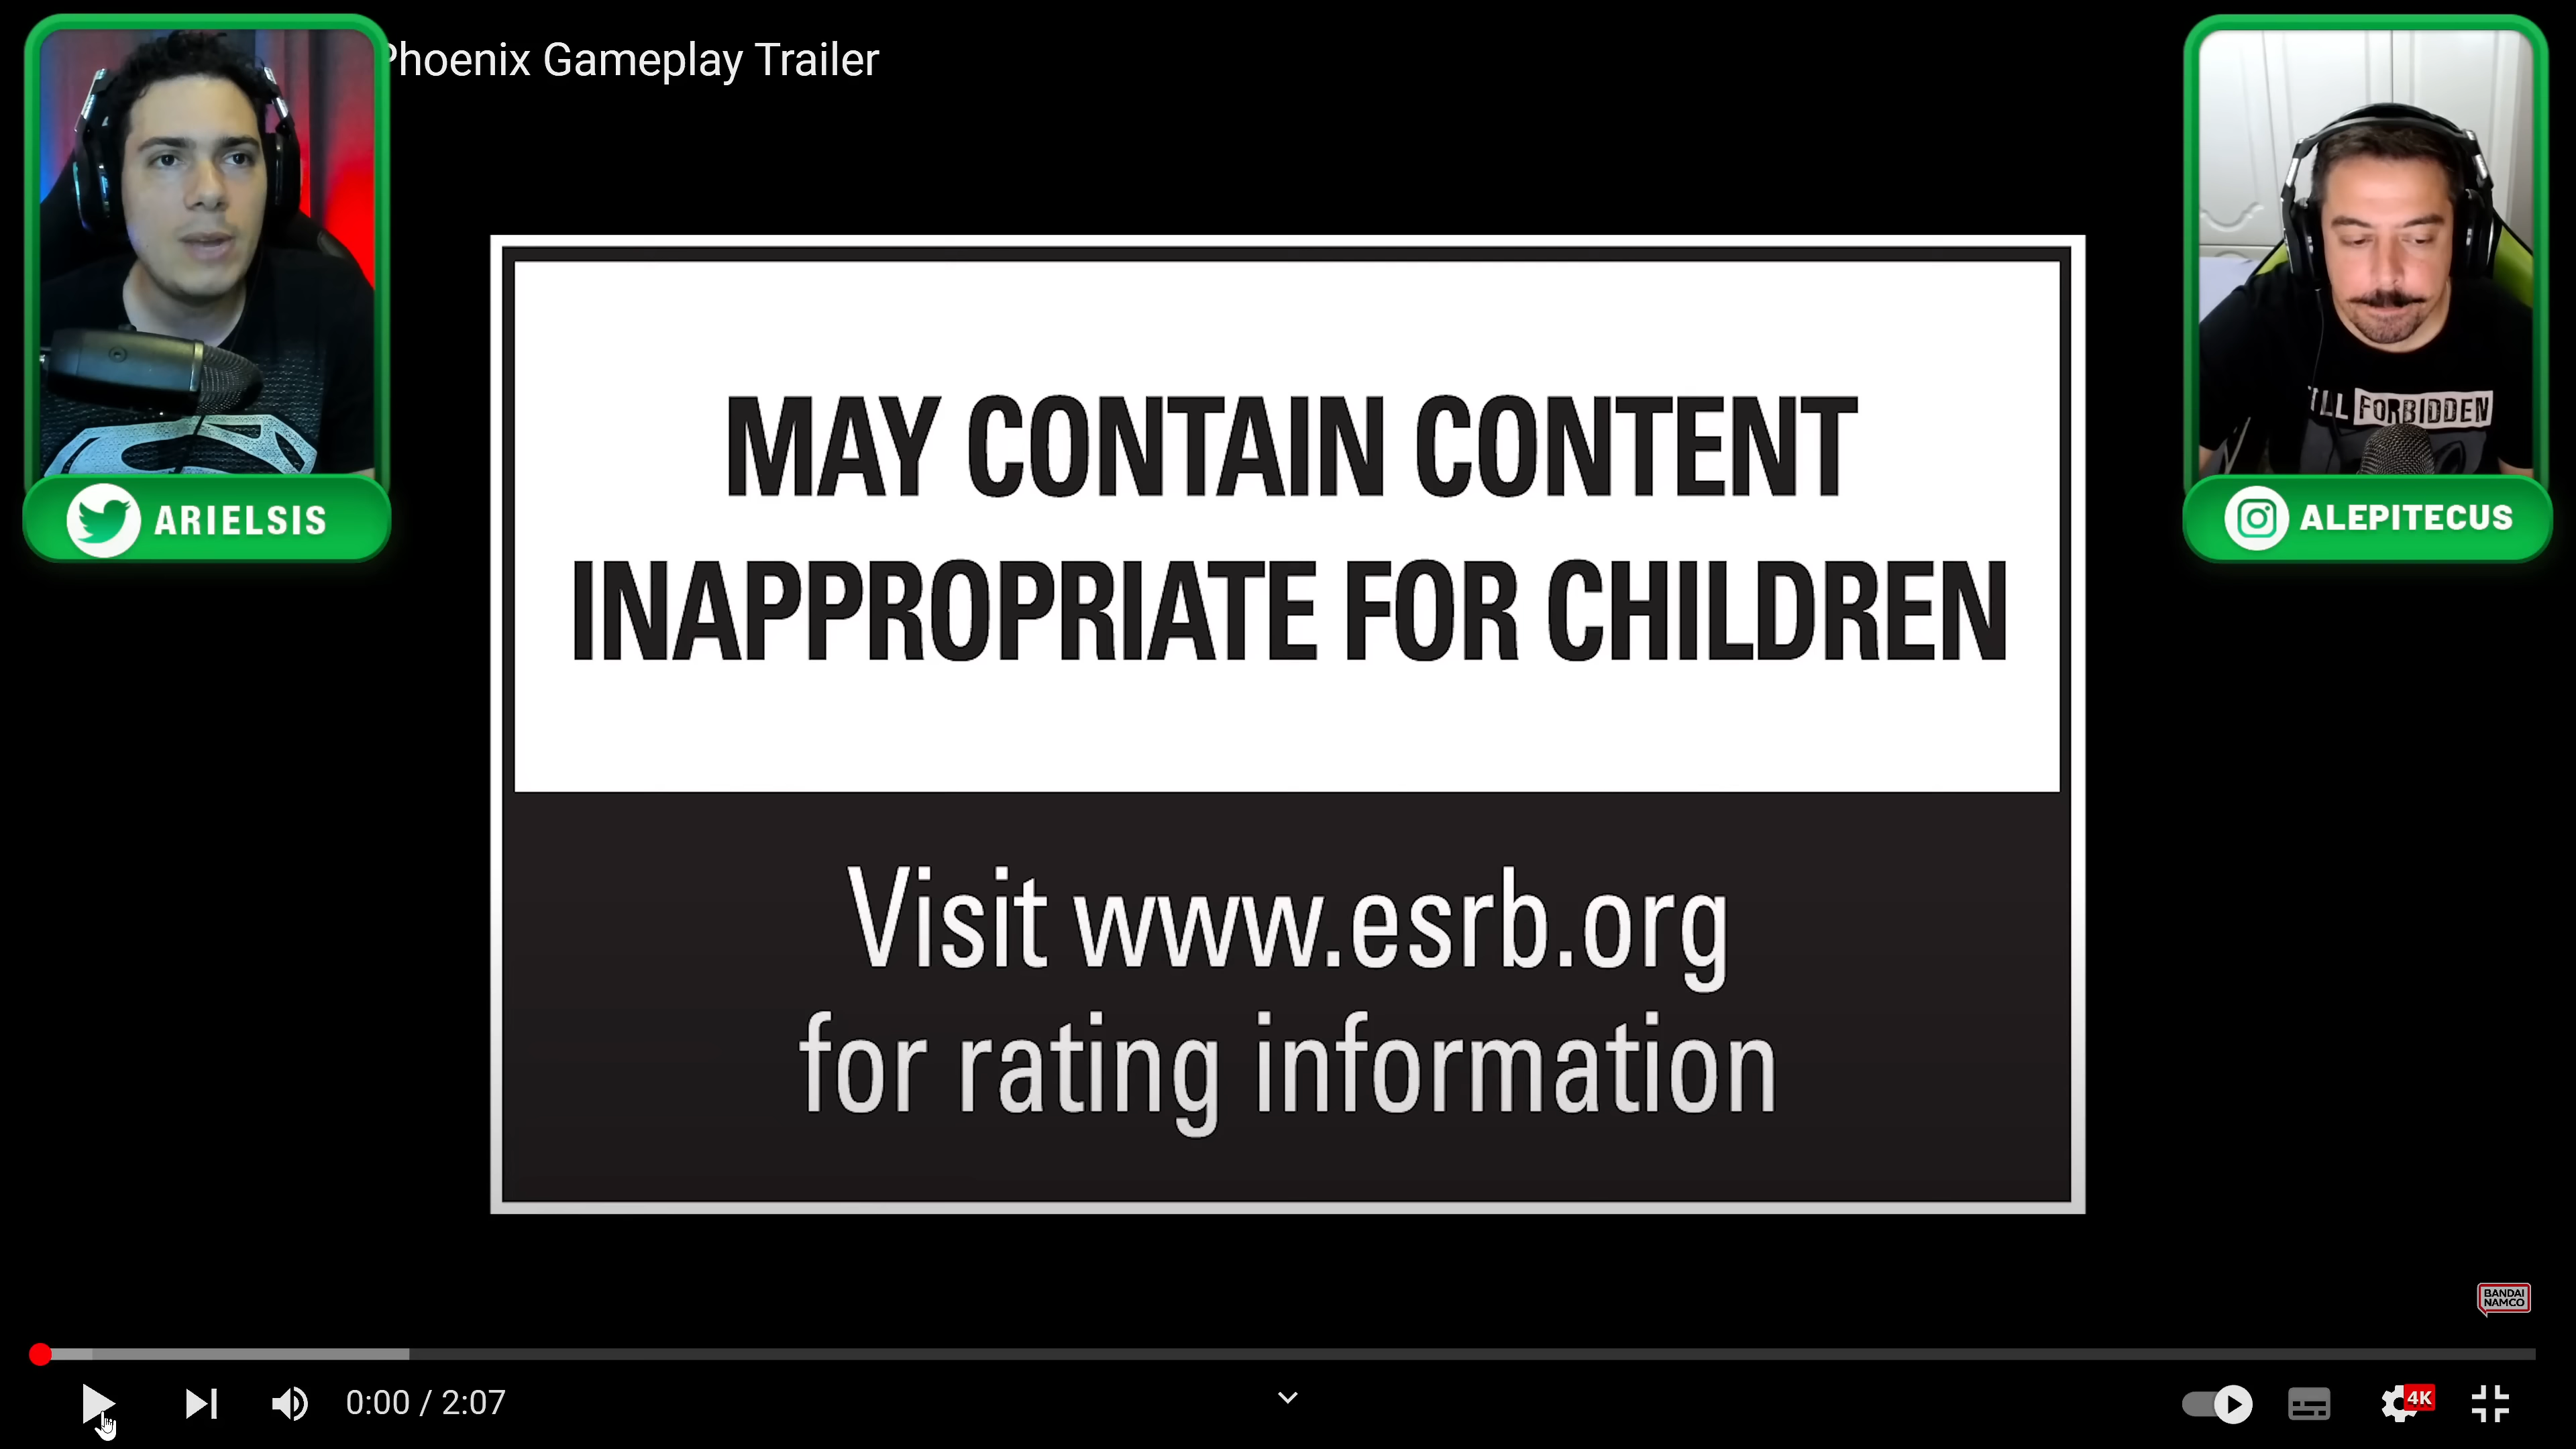 Phoenix Gameplay Trailer
ARIELSIS
FORBIDDEN
ALEPITECUS
MAY CONTAIN CONTENT
INAPPROPRIATE FOR CHILDREN
Visit www.esrb.org
for rating information
BANDAI
NAMCO
0:00 / 2:07
4K